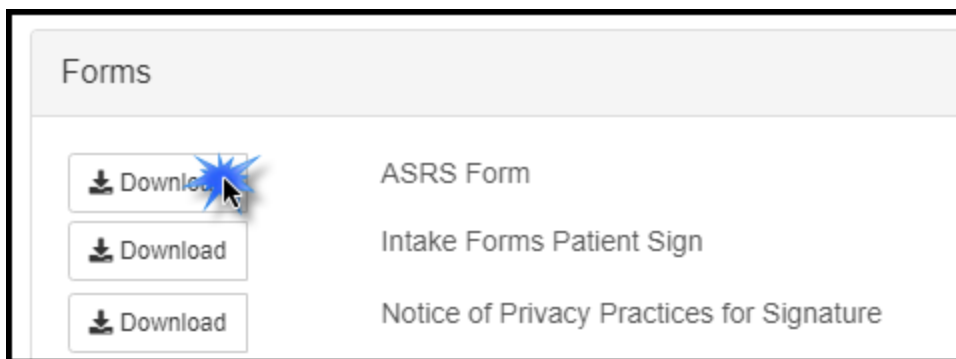 Forms
Download ASRS Form
Download Intake Forms Patient Sign
Download Notice of Privacy Practices for Signature